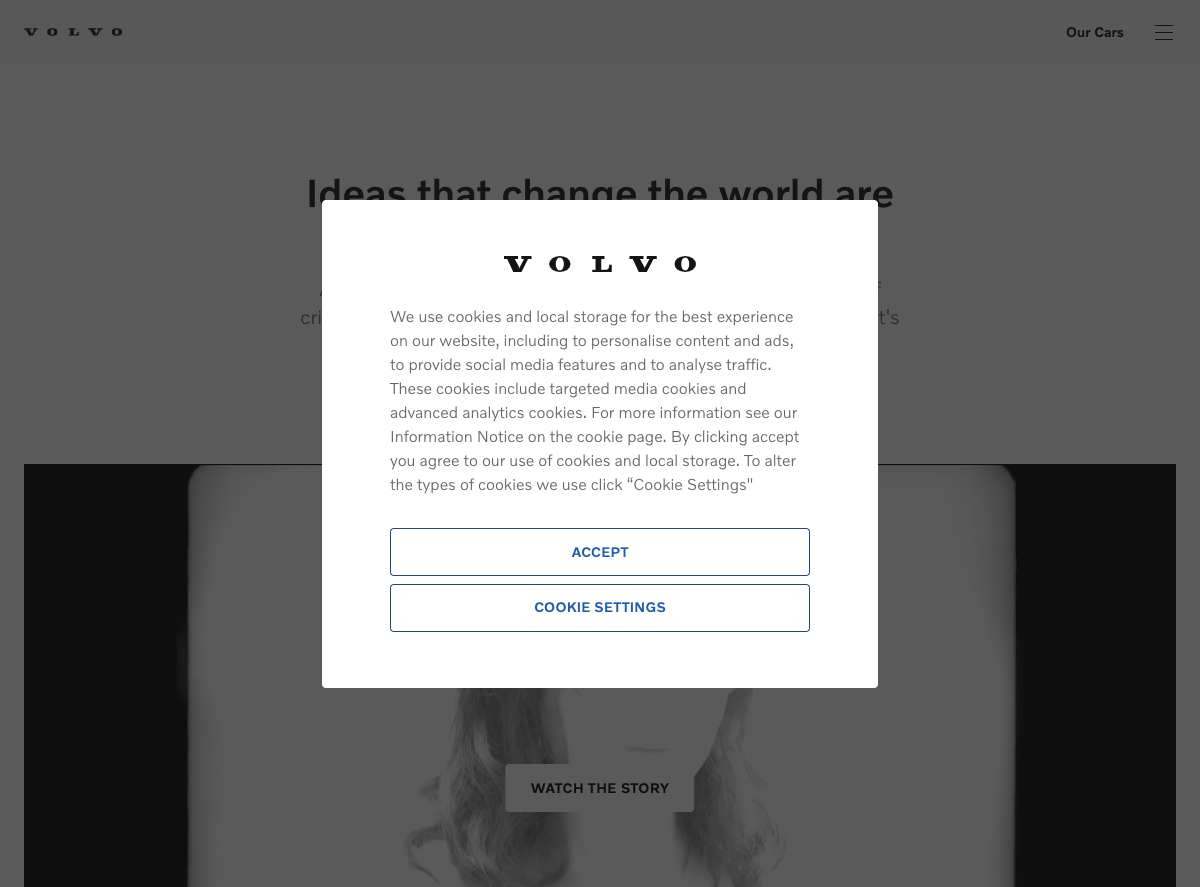 VOLVO
Our Cars
Ideas that change the world are
VOLVO
cri
t's
We use cookies and local storage for the best experience
on our website, including to personalise content and ads,
to provide social media features and to analyse traffic.
These cookies include targeted media cookies and
advanced analytics cookies. For more information see our
Information Notice on the cookie page. By clicking accept
you agree to our use of cookies and local storage. To alter
the types of cookies we use click “Cookie Settings"
ACCEPT
COOKIE SETTINGS
WATCH THE STORY